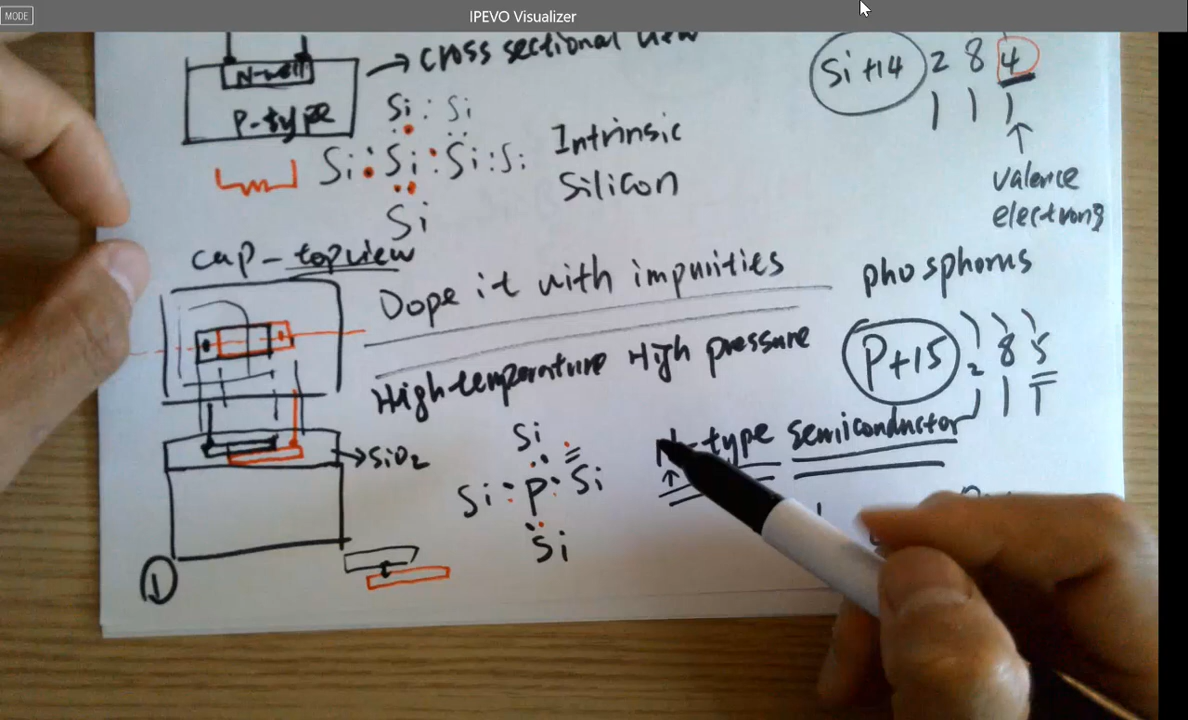 MODE
IPEVO Visualizer
→ cross sectional view
N-well
P-type
Si+14 2 8 4
Si : Si
Si : Si : Si : Si
Si
Intrinsic
Silicon
valence
electrons
cap - top view
Dope it with impurities
phosphorus
High-temperature High pressure
P+15 2 8 5
→ SiO2
N-type semiconductor
Si
Si : P : Si
Si
1